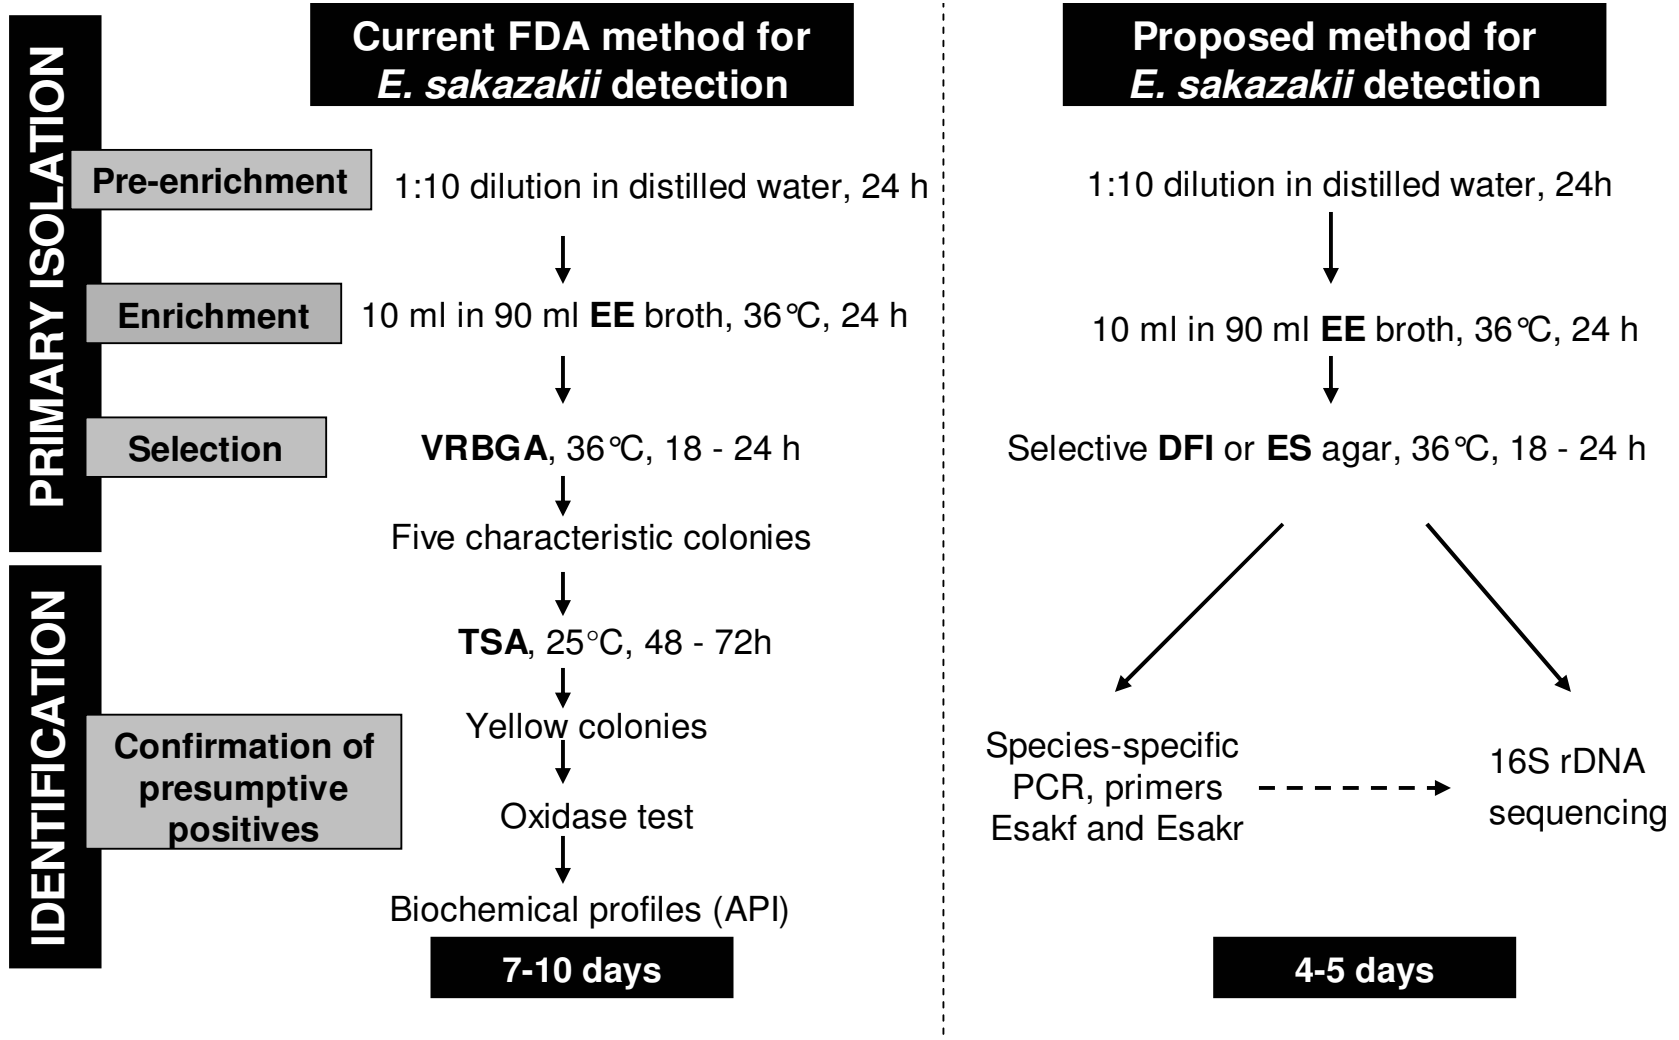 Current FDA method for
E. sakazakii detection
Proposed method for
E. sakazakii detection
PRIMARY ISOLATION
Pre-enrichment
1:10 dilution in distilled water, 24 h
1:10 dilution in distilled water, 24h
Enrichment
10 ml in 90 ml EE broth, 36°C, 24 h
10 ml in 90 ml EE broth, 36°C, 24 h
Selection
VRBGA, 36°C, 18 - 24 h
Selective DFI or ES agar, 36°C, 18 - 24 h
Five characteristic colonies
IDENTIFICATION
TSA, 25°C, 48 - 72h
Yellow colonies
Confirmation of
presumptive
positives
Oxidase test
Biochemical profiles (API)
Species-specific
PCR, primers
Esakf and Esakr
16S rDNA
sequencing
7-10 days
4-5 days